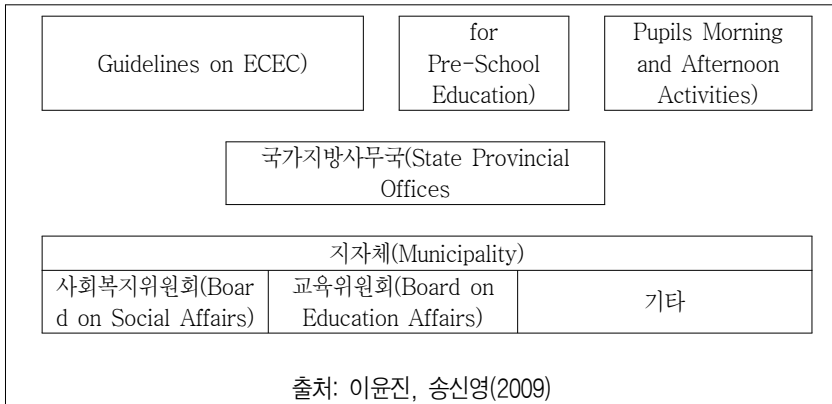 Guidelines on ECEC)
for
Pre-School
Education)
Pupils Morning
and Afternoon
Activities)
국가지방사무국(State Provincial
Offices
지자체(Municipality)
사회복지위원회(Boar
d on Social Affairs)
교육위원회(Board on
Education Affairs)
기타
출처: 이윤진, 송신영(2009)